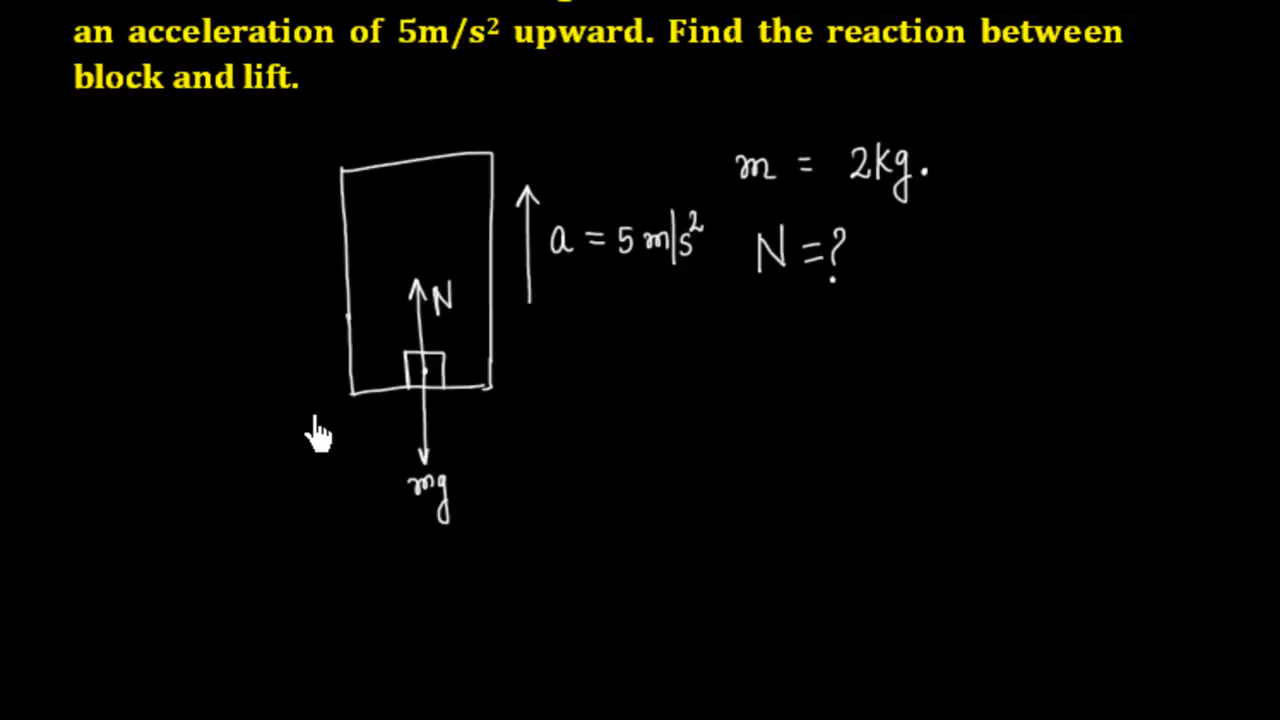 an acceleration of 5m/s² upward. Find the reaction between
block and lift.
m = 2kg.
a = 5 m/s²
N = ?
N
mg